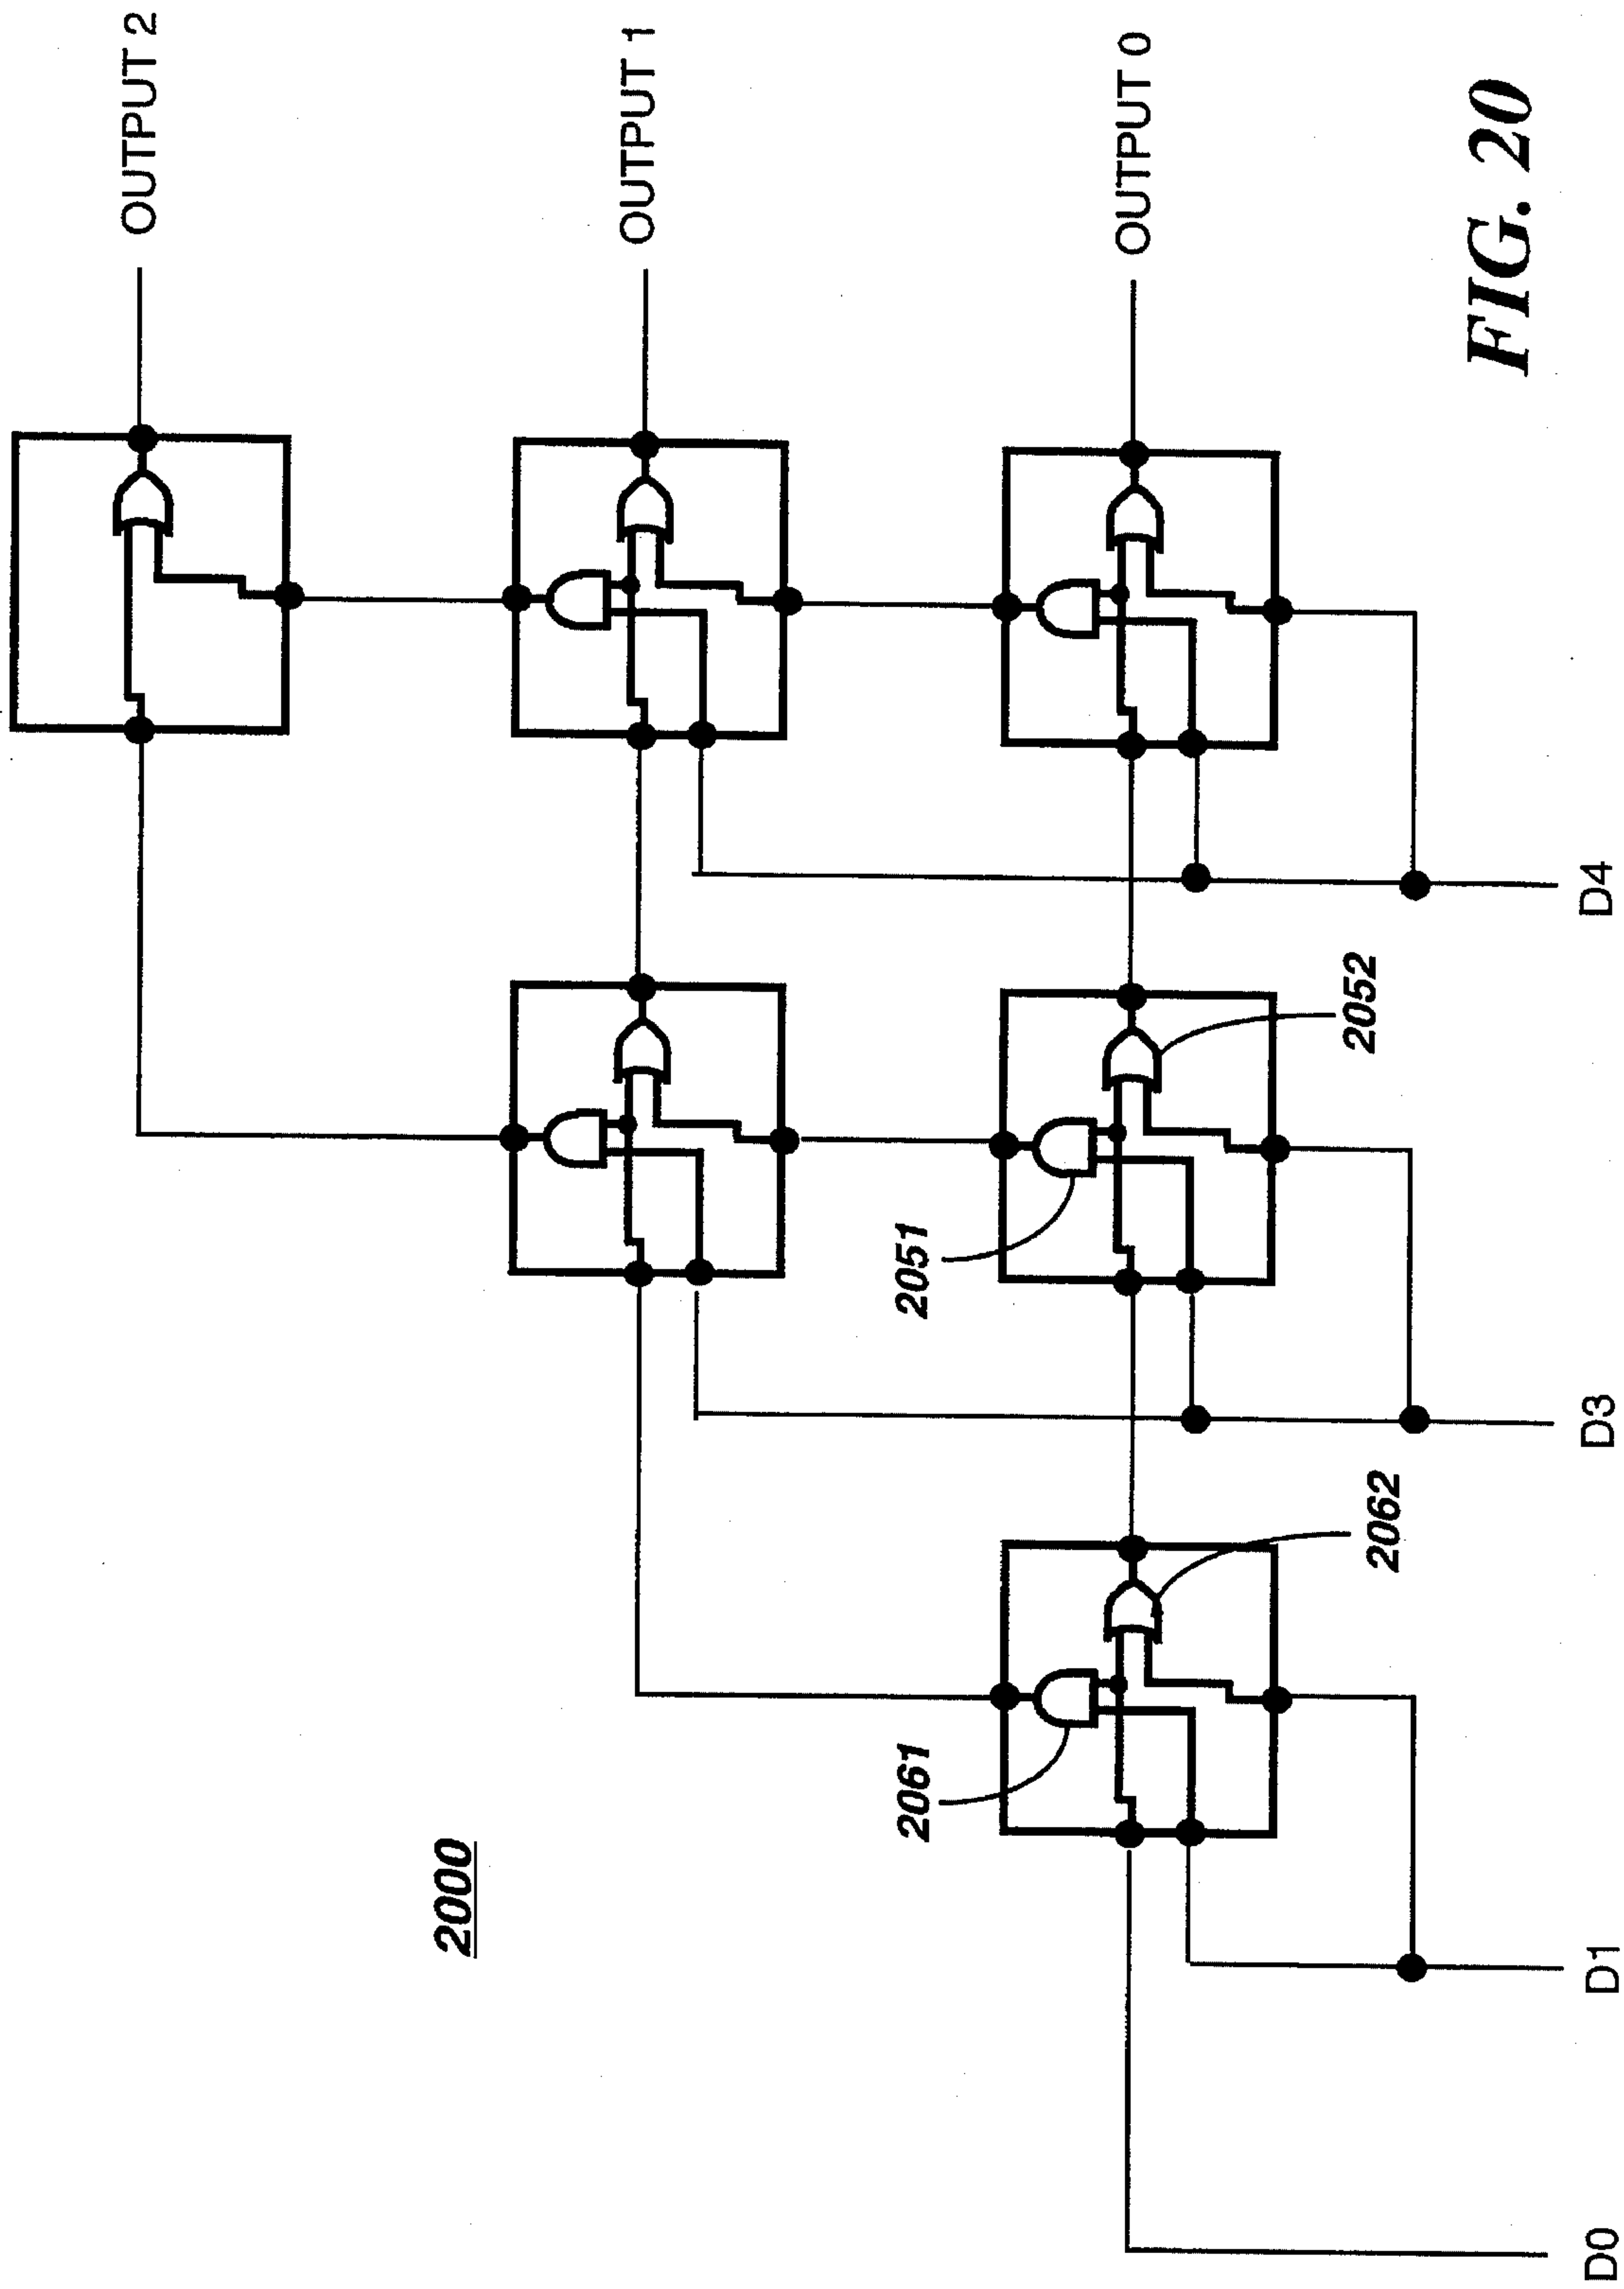 OUTPUT 2
OUTPUT 1
OUTPUT 0
2000
2061
2062
2051
2052
D0
D1
D3
D4
FIG. 20